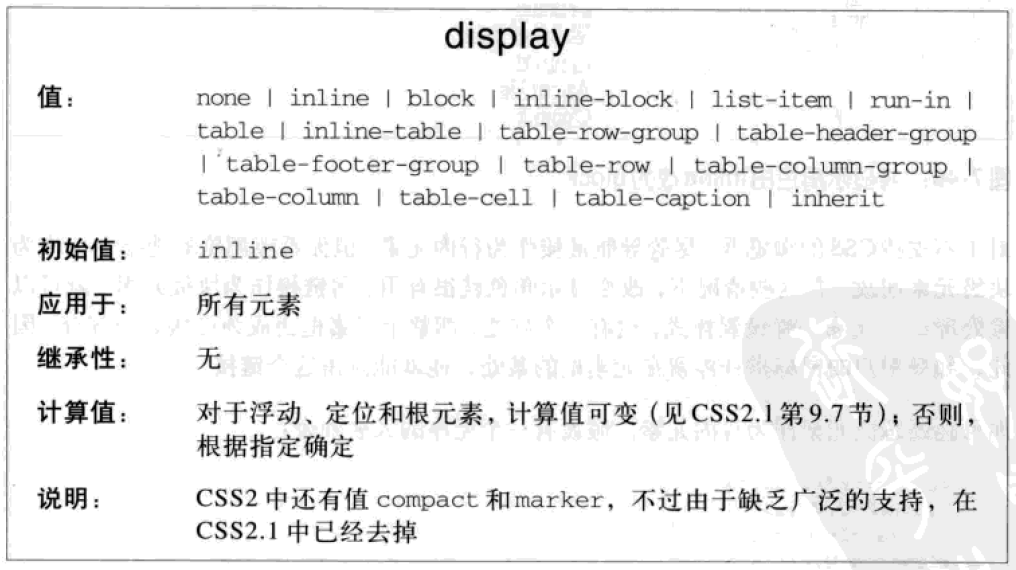 display
值： none | inline | block | inline-block | list-item | run-in |
table | inline-table | table-row-group | table-header-group
| table-footer-group | table-row | table-column-group |
table-column | table-cell | table-caption | inherit
初始值： inline
应用于： 所有元素
继承性： 无
计算值： 对于浮动、定位和根元素，计算值可变（见CSS2.1第9.7节）；否则，
根据指定确定
说明： CSS2 中还有值 compact 和marker，不过由于缺乏广泛的支持，在
CSS2.1 中已经去掉